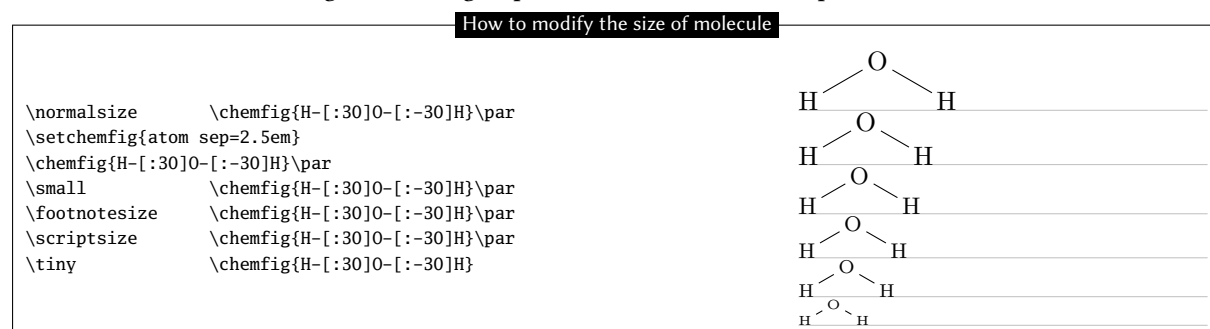 How to modify the size of molecule
\normalsize \chemfig{H-[:30]O-[:-30]H}\par
\setchemfig{atom sep=2.5em}
\chemfig{H-[:30]O-[:-30]H}\par
\small \chemfig{H-[:30]O-[:-30]H}\par
\footnotesize \chemfig{H-[:30]O-[:-30]H}\par
\scriptsize \chemfig{H-[:30]O-[:-30]H}\par
\tiny \chemfig{H-[:30]O-[:-30]H}
O
H H
O
H H
O
H H
O
H H
O
H H
O
H H